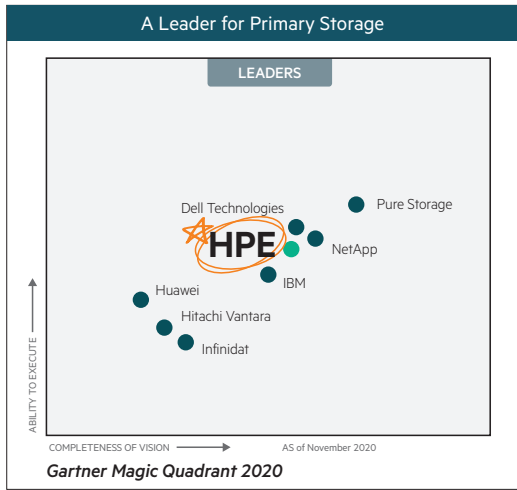 A Leader for Primary Storage
LEADERS
Pure Storage
Dell Technologies
HPE
NetApp
IBM
Huawei
Hitachi Vantara
Infinidat
ABILITY TO EXECUTE
COMPLETENESS OF VISION
AS of November 2020
Gartner Magic Quadrant 2020